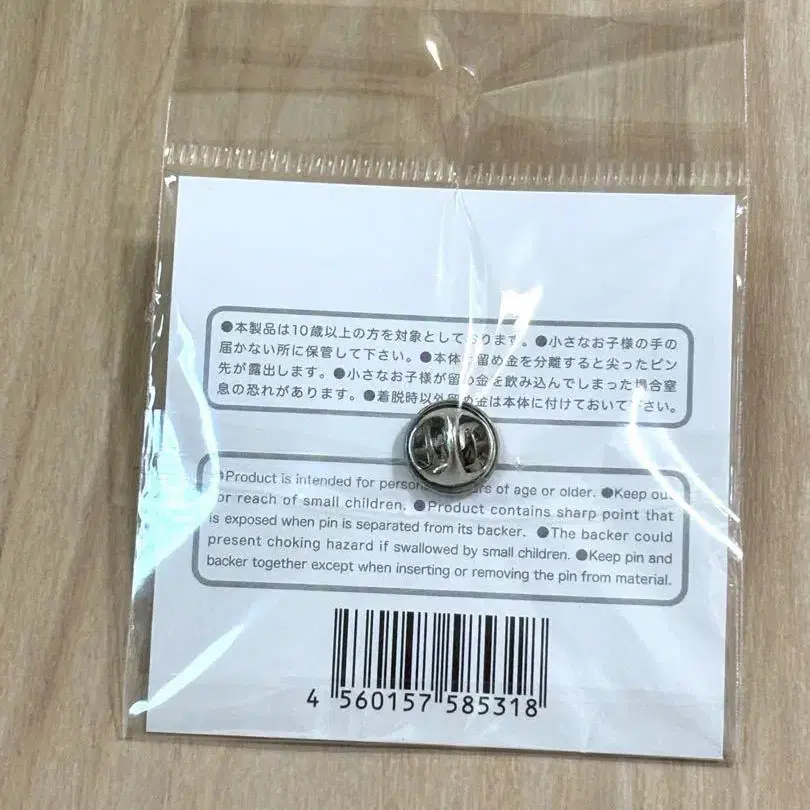 ●本製品は10歳以上の方を対象としております。●小さなお子様の手の
届かない所に保管して下さい。●本体 留め金を分離すると尖ったピン
先が露出します。●小さなお子様が留め金を飲み込んでしまった場合窒
息の恐れがあります。●着脱時以外留め金は本体に付けておいて下さい。
●Product is intended for of age or older. ●Keep out
or reach of small children. ●Product contains sharp point that
is exposed when pin is separated from its backer. ●The backer could
present choking hazard if swallowed by small children. ●Keep pin and
backer together except when inserting or removing the pin from material.
4 560157 585318